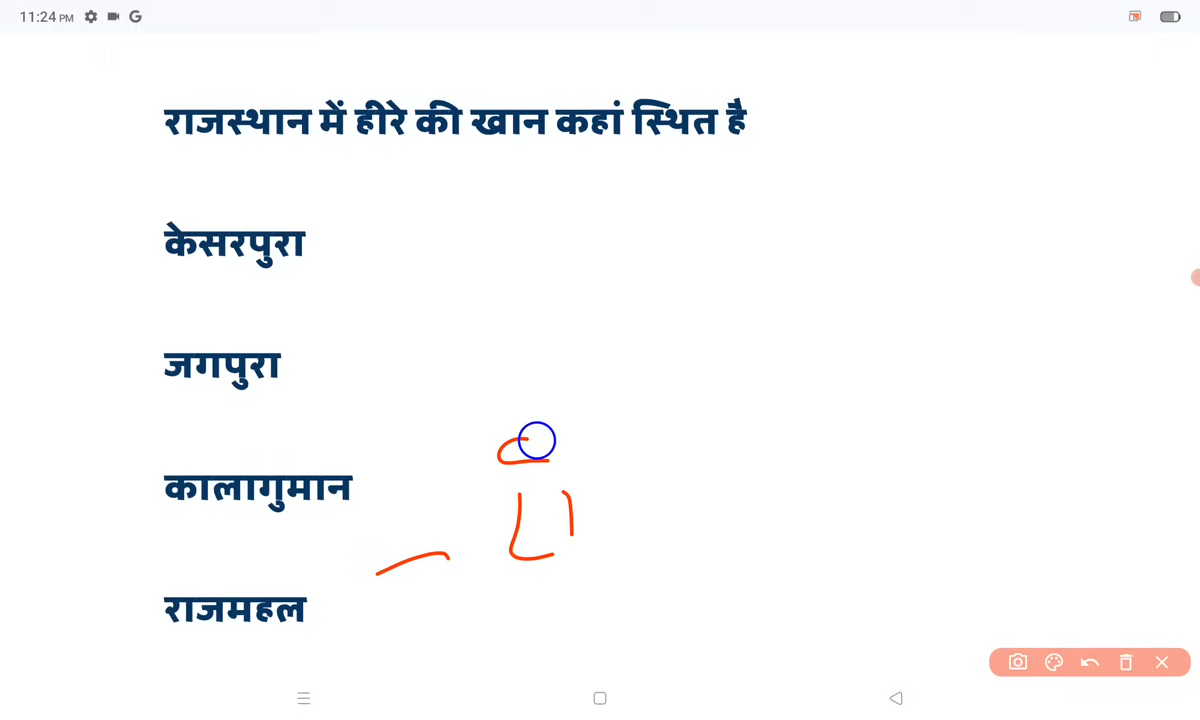 11:24 PM
राजस्थान में हीरे की खान कहां स्थित है
केसरपुरा
जगपुरा
कालागुमान
राजमहल